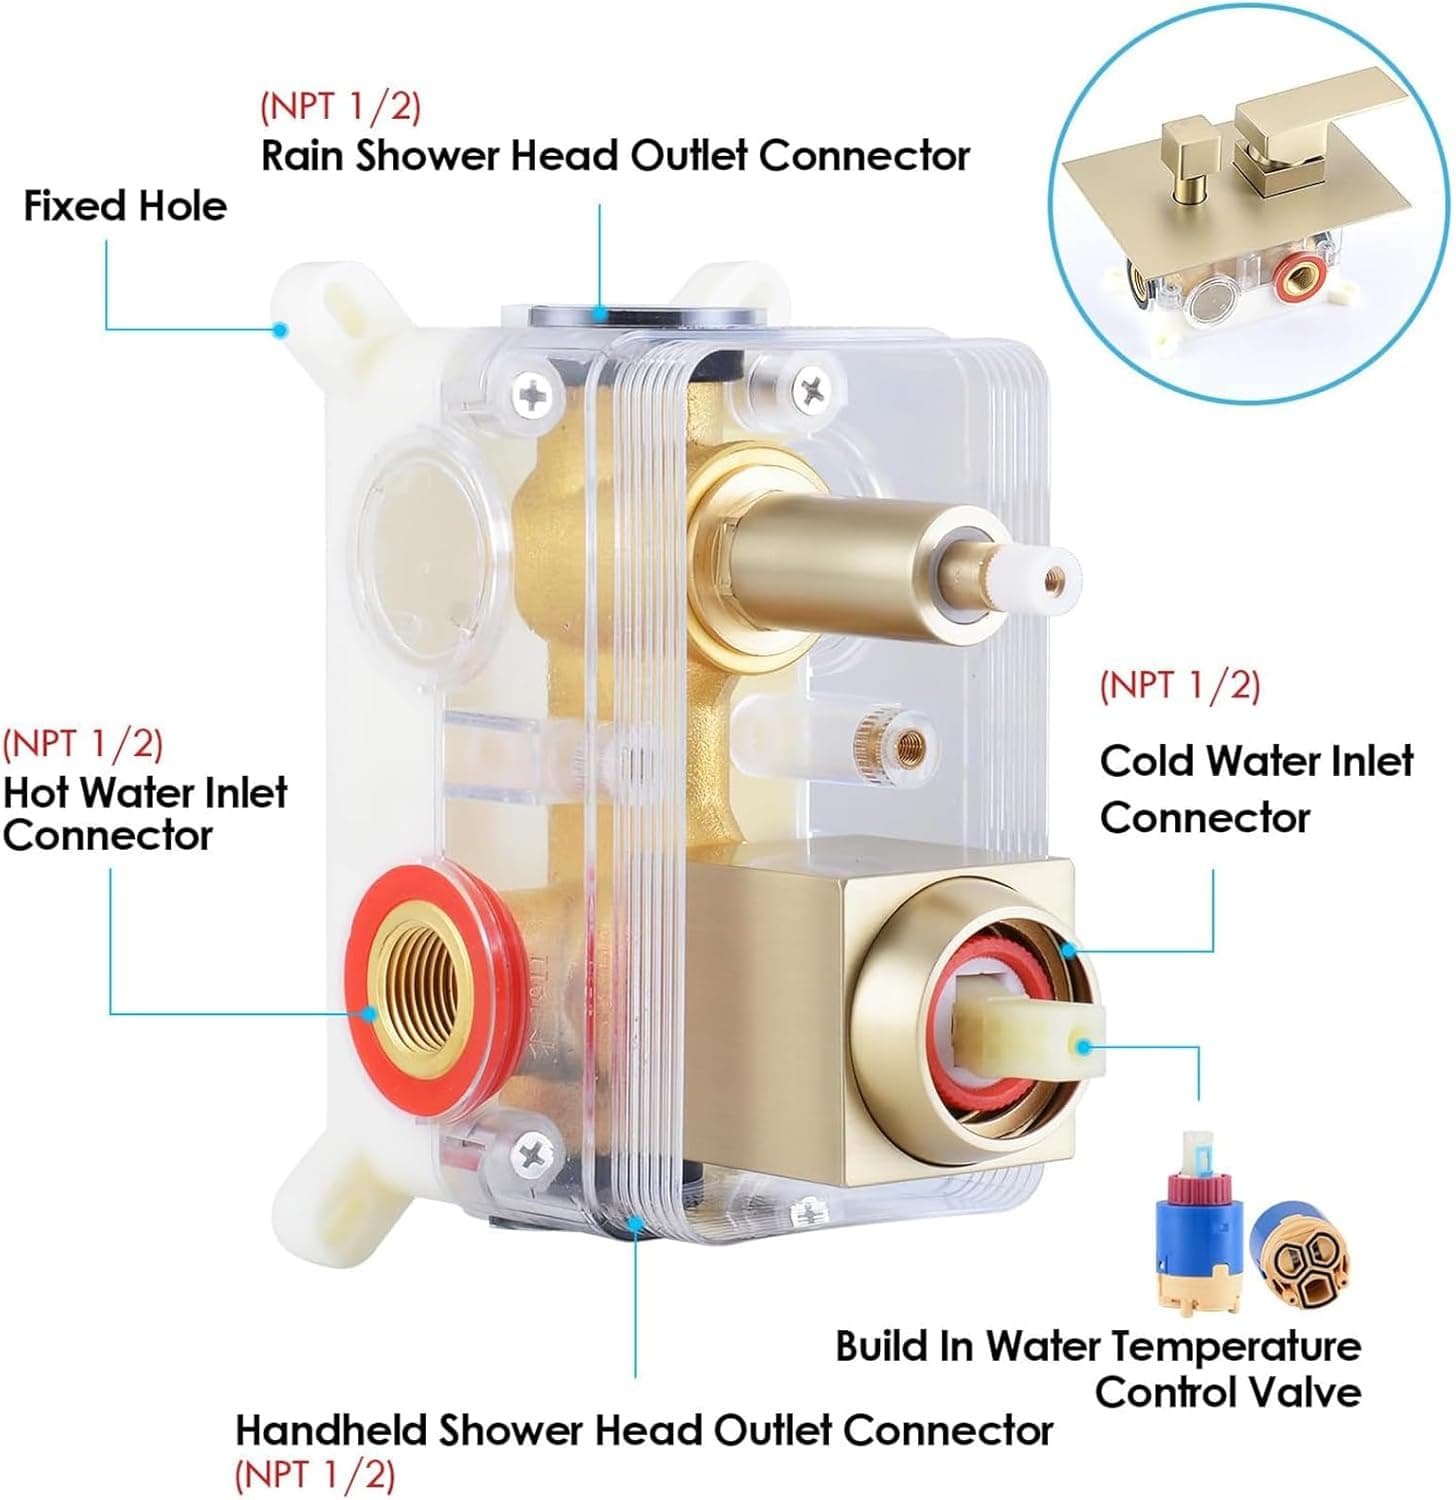 (NPT 1/2)
Rain Shower Head Outlet Connector
Fixed Hole
(NPT 1/2)
Hot Water Inlet
Connector
(NPT 1/2)
Cold Water Inlet
Connector
Build In Water Temperature
Control Valve
Handheld Shower Head Outlet Connector
(NPT 1/2)